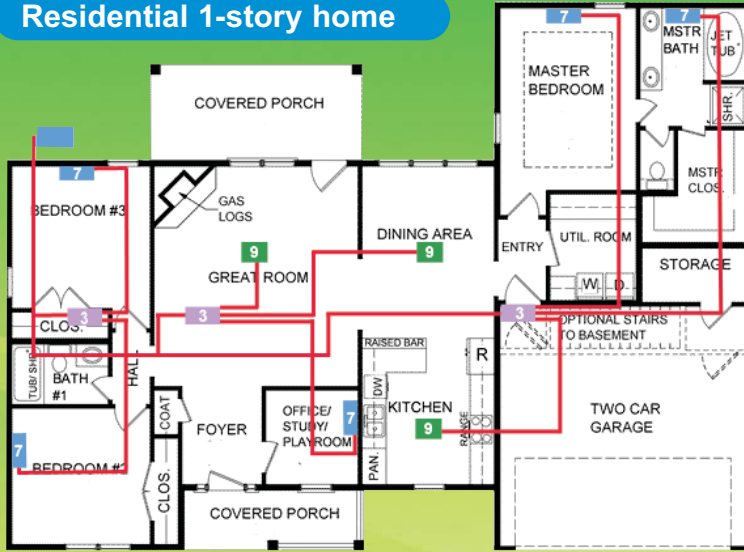 Residential 1-story home
7
7
MSTR
BATH
JET
TUB
MASTER
BEDROOM
SHR.
COVERED PORCH
7
MSTR
CLOS.
BEDROOM #3
GAS
LOGS
DINING AREA
ENTRY
UTIL. ROOM
9
9
GREAT ROOM
STORAGE
W.
D.
3
3
3
CLOS.
OPTIONAL STAIRS
TO BASEMENT
RAISED BAR
R
TUB/ SHR
BATH
#1
HALL
DW
KITCHEN
COAT
OFFICE/
STUDY/
PLAYROOM
7
TWO CAR
GARAGE
FOYER
9
RANGE
7
BEDROOM #2
CLOS.
PAN.
COVERED PORCH